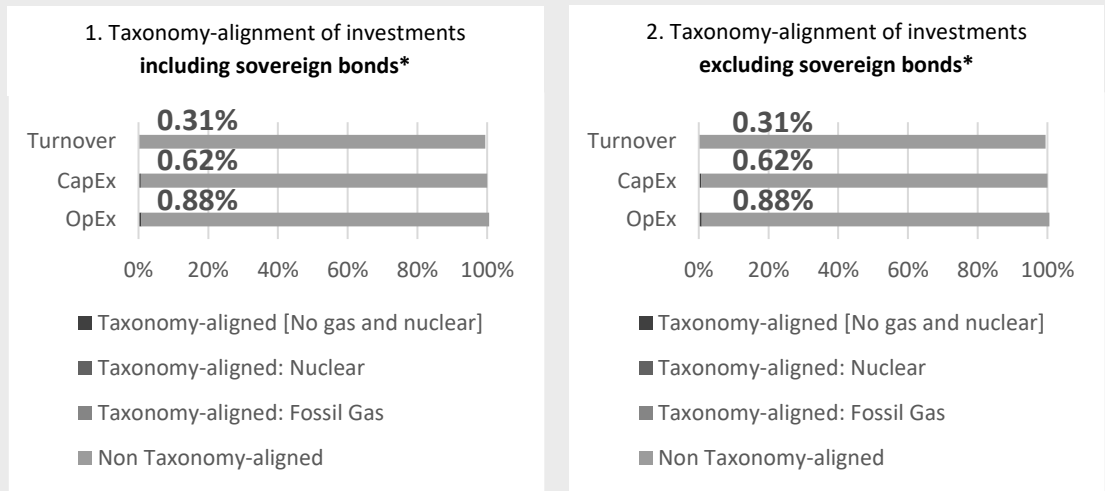 1. Taxonomy-alignment of investments
including sovereign bonds*
0.31%
Turnover
0.62%
CapEx
0.88%
OpEx
0% 20% 40% 60% 80% 100%
Taxonomy-aligned [No gas and nuclear]
Taxonomy-aligned: Nuclear
Taxonomy-aligned: Fossil Gas
Non Taxonomy-aligned
2. Taxonomy-alignment of investments
excluding sovereign bonds*
0.31%
Turnover
0.62%
CapEx
0.88%
OpEx
0% 20% 40% 60% 80% 100%
Taxonomy-aligned [No gas and nuclear]
Taxonomy-aligned: Nuclear
Taxonomy-aligned: Fossil Gas
Non Taxonomy-aligned